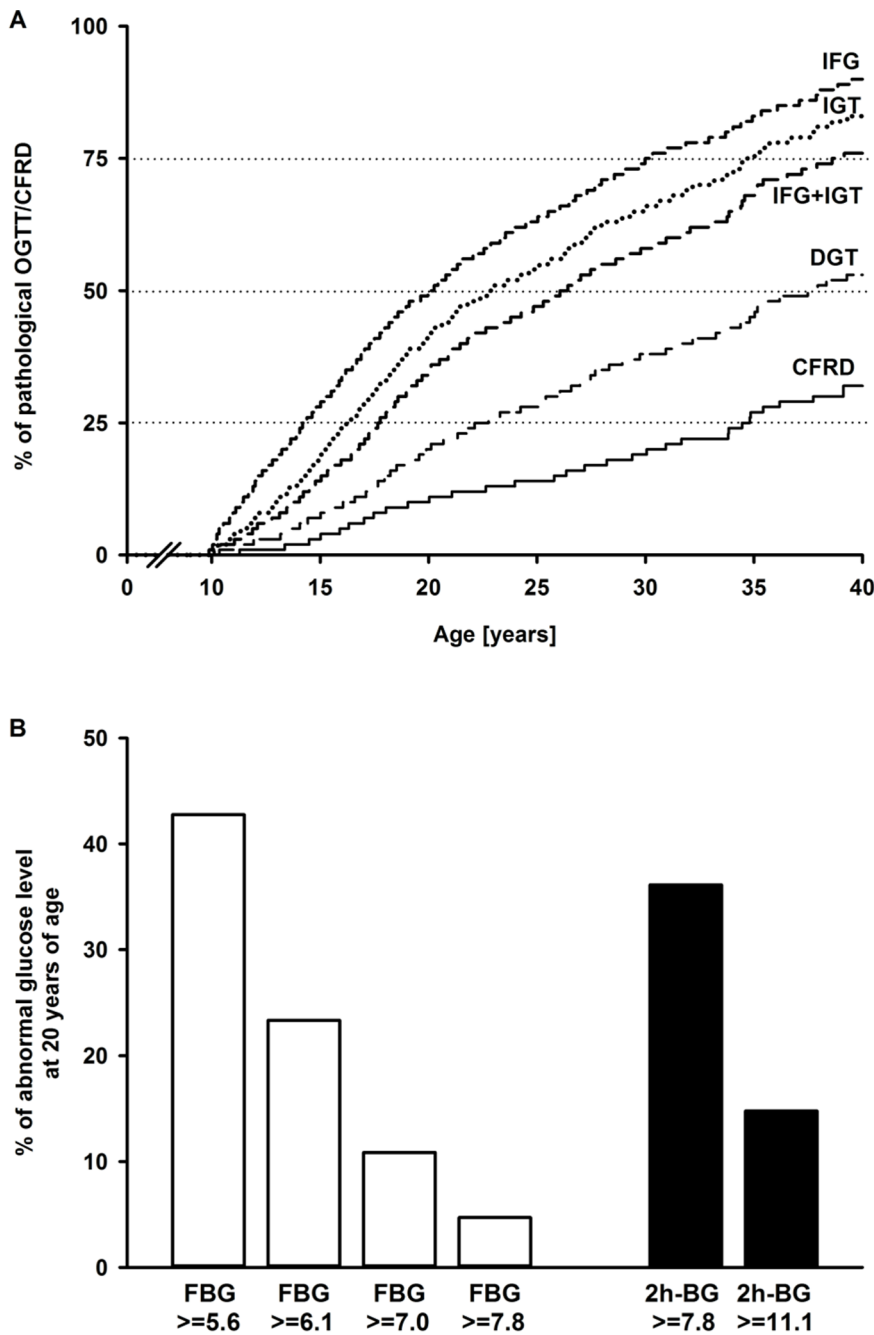 A
% of pathological OGTT/CFRD
100
75
50
25
0
IFG
IGT
IFG+IGT
DGT
CFRD
0 10 15 20 25 30 35 40
Age [years]
B
% of abnormal glucose level
at 20 years of age
50
40
30
20
10
0
FBG FBG FBG FBG 2h-BG 2h-BG
>=5.6 >=6.1 >=7.0 >=7.8 >=7.8 >=11.1